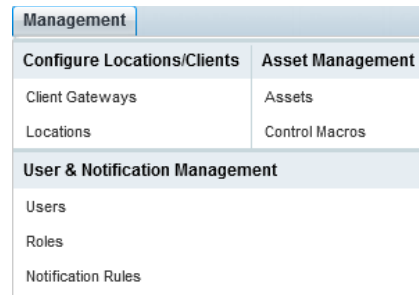 Management
Configure Locations/Clients Asset Management
Client Gateways Assets
Locations Control Macros
User & Notification Management
Users
Roles
Notification Rules